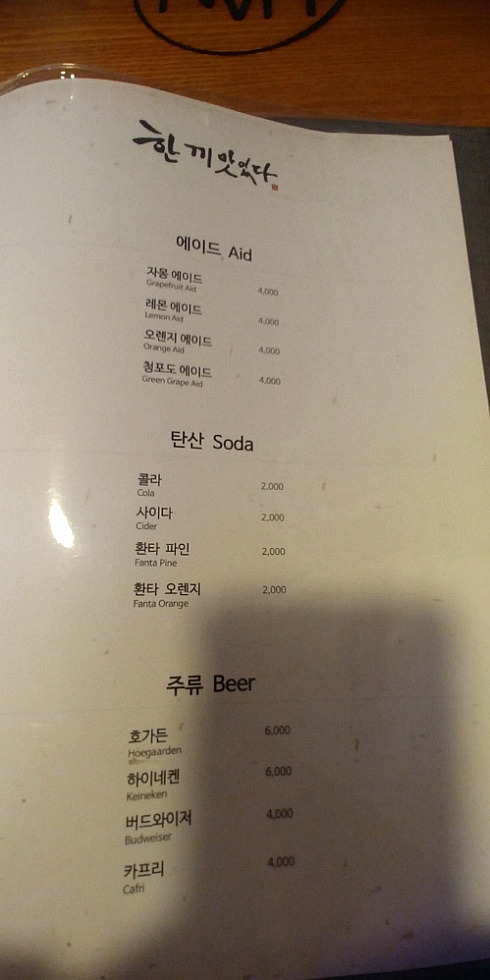 한 끼 맛있다
에이드 Aid
자몽 에이드 4,000
Grapefruit Aid
레몬 에이드 4,000
Lemon Aid
오렌지 에이드 4,000
Orange Aid
청포도 에이드 4,000
Green Grape Aid
탄산 Soda
콜라 2,000
Cola
사이다 2,000
Cider
환타 파인 2,000
Fanta Pine
환타 오렌지 2,000
Fanta Orange
주류 Beer
호가든 6,000
Hoegaarden
하이네켄 6,000
Keineken
버드와이저 4,000
Budweiser
카프리 4,000
Cafri